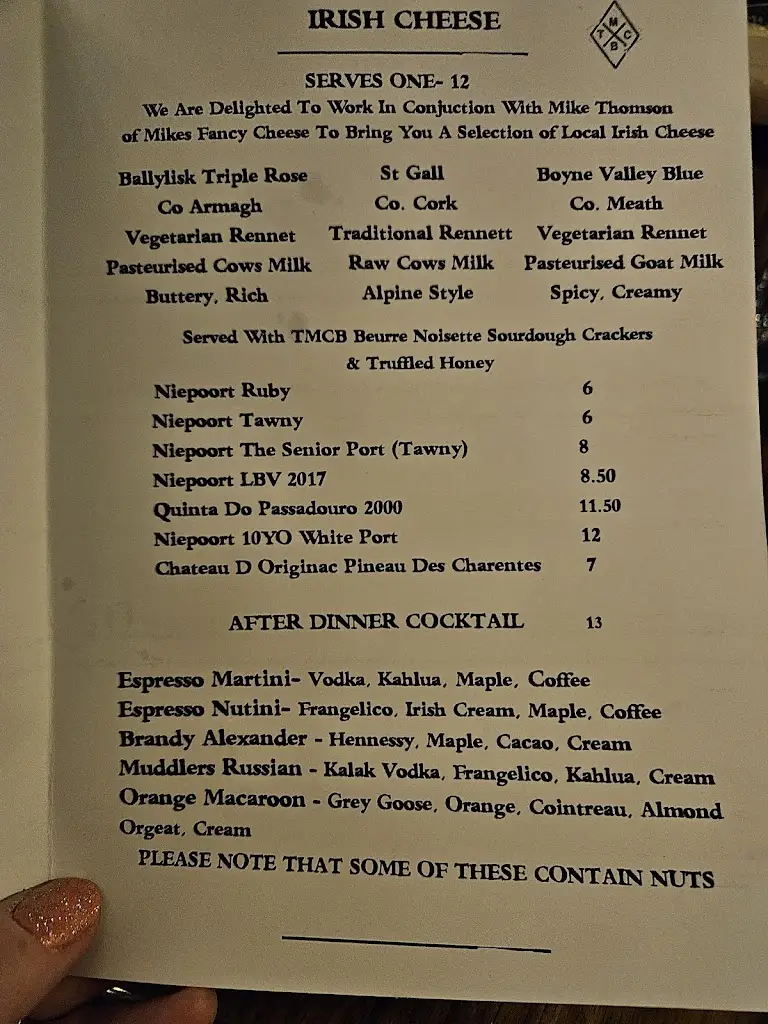 IRISH CHEESE
T M C B
SERVES ONE- 12
We Are Delighted To Work In Conjuction With Mike Thomson
of Mikes Fancy Cheese To Bring You A Selection of Local Irish Cheese
Ballylisk Triple Rose St Gall Boyne Valley Blue
Co Armagh Co. Cork Co. Meath
Vegetarian Rennet Traditional Rennett Vegetarian Rennet
Pasteurised Cows Milk Raw Cows Milk Pasteurised Goat Milk
Buttery, Rich Alpine Style Spicy, Creamy
Served With TMCB Beurre Noisette Sourdough Crackers
& Truffled Honey
Niepoort Ruby 6
Niepoort Tawny 6
Niepoort The Senior Port (Tawny) 8
Niepoort LBV 2017 8.50
Quinta Do Passadouro 2000 11.50
Niepoort 10YO White Port 12
Chateau D Originac Pineau Des Charentes 7
AFTER DINNER COCKTAIL 13
Espresso Martini- Vodka, Kahlua, Maple, Coffee
Espresso Nutini- Frangelico, Irish Cream, Maple, Coffee
Brandy Alexander - Hennessy, Maple, Cacao, Cream
Muddlers Russian - Kalak Vodka, Frangelico, Kahlua, Cream
Orange Macaroon - Grey Goose, Orange, Cointreau, Almond
Orgeat, Cream
PLEASE NOTE THAT SOME OF THESE CONTAIN NUTS